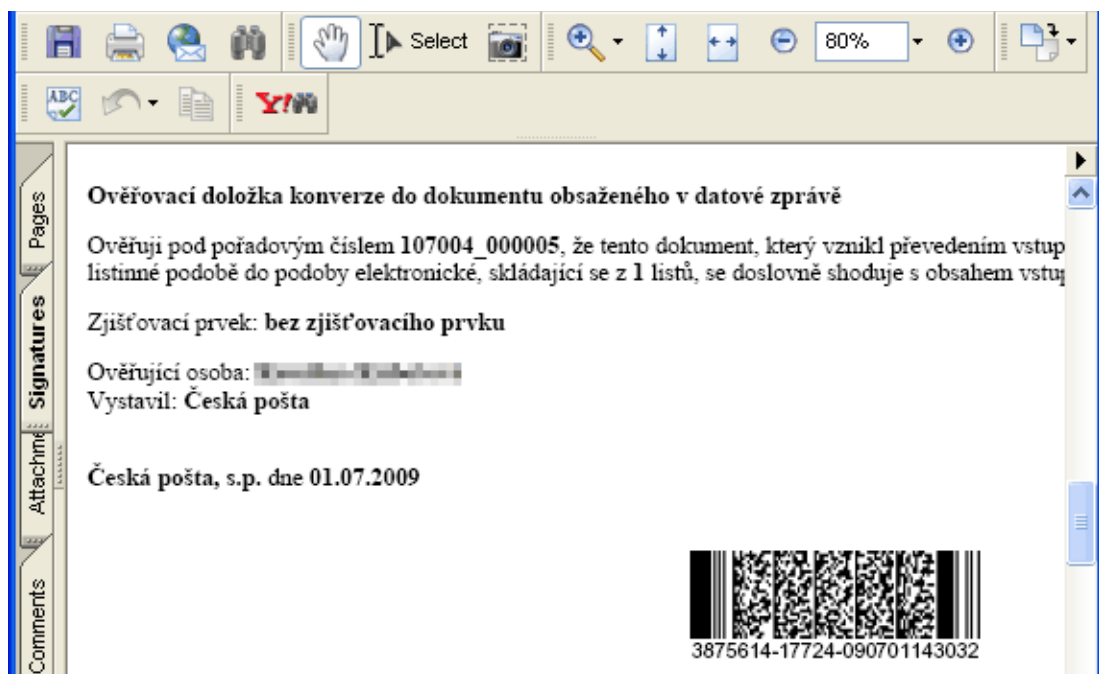 Select
80%
ABC
Y!
Pages
Signatures
Attachme
Comments
Ověřovací doložka konverze do dokumentu obsaženého v datové zprávě
Ověřuji pod pořadovým číslem 107004_000005, že tento dokument, který vznikl převedením vstup
listinné podobě do podoby elektronické, skládající se z 1 listů, se doslovně shoduje s obsahem vstup
Zjišťovací prvek: bez zjišťovacího prvku
Ověřující osoba:
Vystavil: Česká pošta
Česká pošta, s.p. dne 01.07.2009
3875614-17724-090701143032